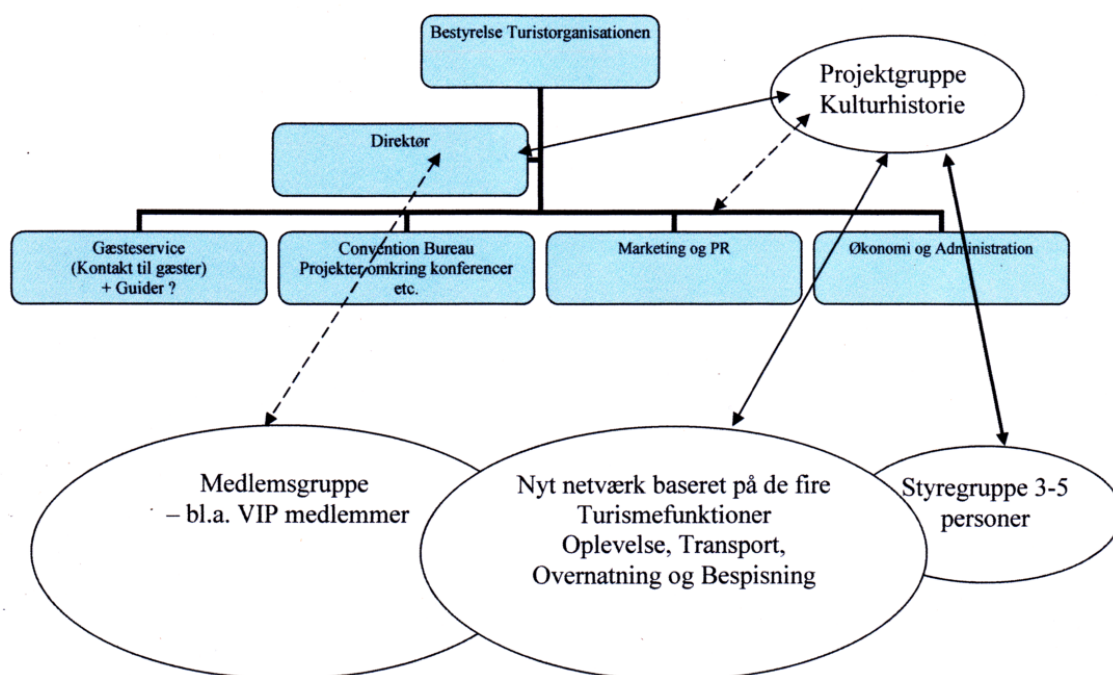 Bestyrelse Turistorganisationen
Projektgruppe
Kulturhistorie
Direktør
Gæsteservice
(Kontakt til gæster)
+ Guider ?
Convention Bureau
Projekter omkring konferencer
etc.
Marketing og PR
Økonomi og Administration
Medlemsgruppe
– bl.a. VIP medlemmer
Nyt netværk baseret på de fire
Turismefunktioner
Oplevelse, Transport,
Overnatning og Bespisning
Styregruppe 3-5
personer